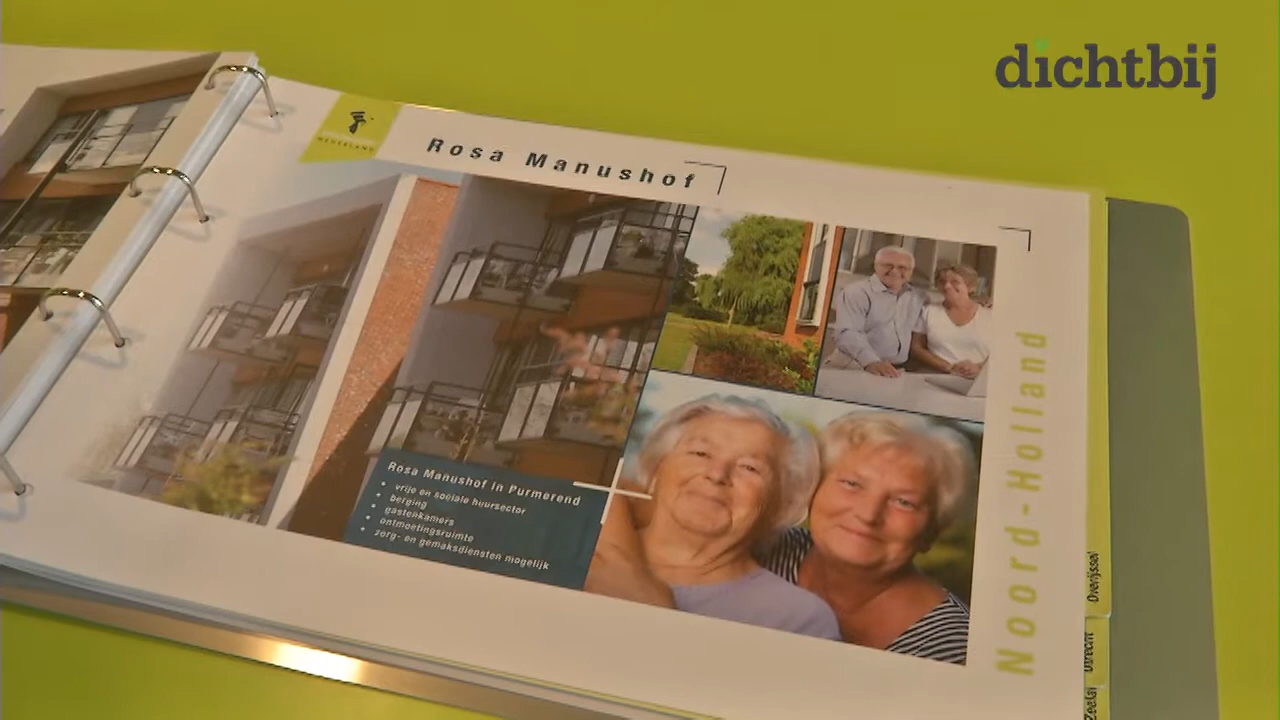 dichtbij
NEDERLAND
Rosa Manushof
Rosa Manushof in Purmerend
• vrije en sociale huursector
• berging
• gastenkamers
• ontmoetingsruimte
• zorg- en gemaksdiensten mogelijk
Noord-Holland
Overijssel
Utrecht